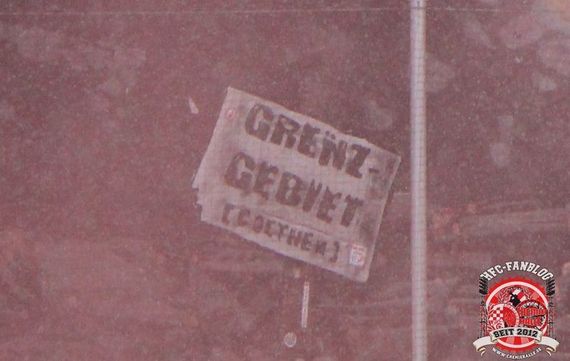 GRENZ-
GEBIET
[COETHEN]
HFC-FANBLOG
SEIT 2012